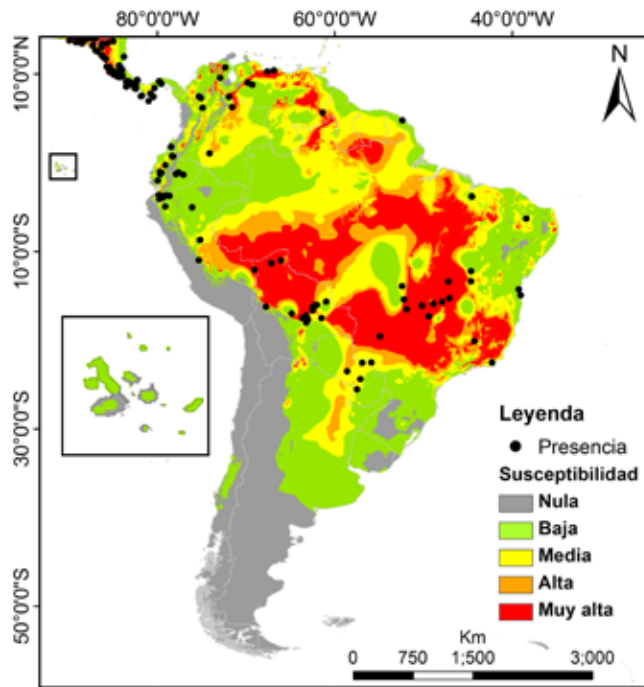 80°0'0"W 60°0'0"W 40°0'0"W
10°0'0"N
N
10°0'0"S
30°0'0"S
50°0'0"S
Leyenda
Presencia
Susceptibilidad
Nula
Baja
Media
Alta
Muy alta
Km
0 750 1:500 3;000